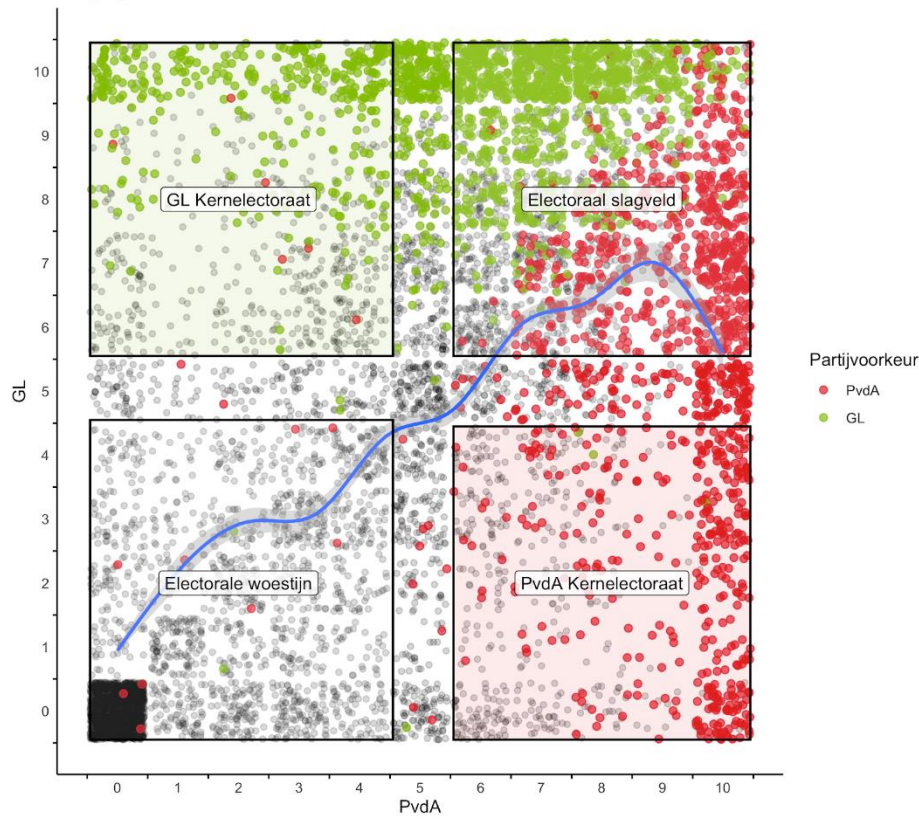 10
9
8
7
6
5
4
3
2
1
0
GL
GL Kernelectoraat
Electoraal slagveld
Electorale woestijn
PvdA Kernelectoraat
0 1 2 3 4 5 6 7 8 9 10
PvdA
Partijvoorkeur
PvdA
GL